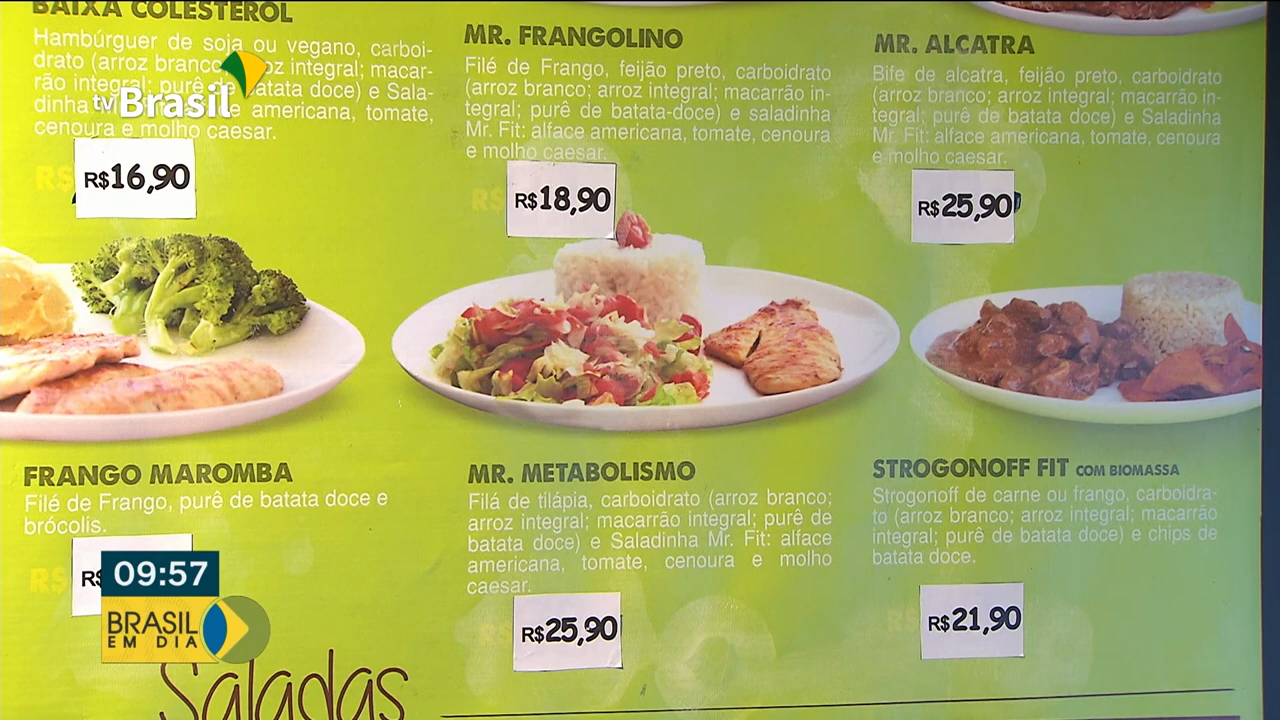 BAIXA COLESTEROL
Hambúrguer de soja ou vegano, carboi-
drato (arroz branco; arroz integral; macar-
rão integral; purê de batata doce) e Sala-
dinha americana, tomate,
cenoura e molho caesar.
R$
R$16,90
tvBrasil
MR. FRANGOLINO
Filé de Frango, feijão preto, carboidrato
(arroz branco; arroz integral; macarrão in-
tegral; purê de batata-doce) e saladinha
Mr. Fit: alface americana, tomate, cenoura
e molho caesar.
R$
R$18,90
MR. ALCATRA
Bife de alcatra, feijão preto, carboidrato
(arroz branco; arroz integral; macarrão in-
tegral; purê de batata doce) e Saladinha
Mr. Fit: alface americana, tomate, cenoura
e molho caesar.
R$25,90
FRANGO MAROMBA
Filé de Frango, purê de batata doce e
brócolis.
R$
R$
MR. METABOLISMO
Filá de tilápia, carboidrato (arroz branco;
arroz integral; macarrão integral; purê de
batata doce) e Saladinha Mr. Fit: alface
americana, tomate, cenoura e molho
caesar.
R$25,90
STROGONOFF FIT COM BIOMASSA
Strogonoff de carne ou frango, carboidra-
to (arroz branco; arroz integral; macarrão
integral; purê de batata doce) e chips de
batata doce.
R$21,90
09:57
BRASIL
EM DIA
Saladas